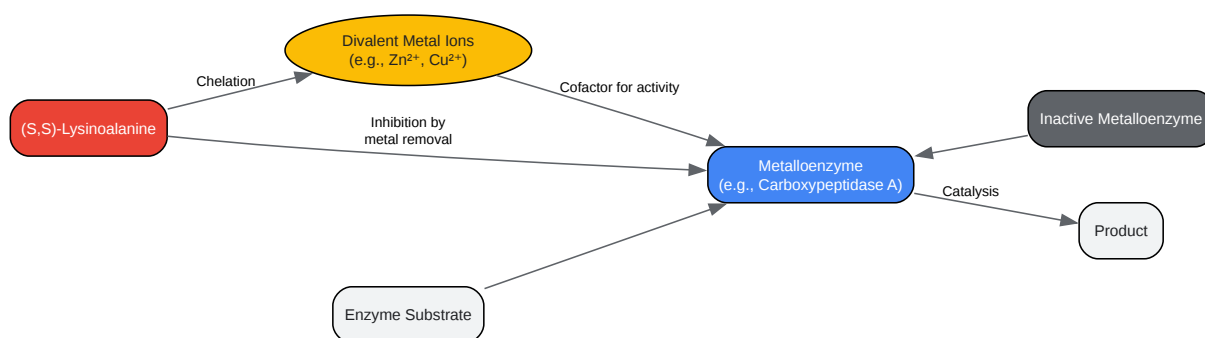 Divalent Metal Ions
(e.g., Zn²⁺, Cu²⁺)
Chelation
Cofactor for activity
(S,S)-Lysinoalanine
Inhibition by
metal removal
Inactive Metalloenzyme
Metalloenzyme
(e.g., Carboxypeptidase A)
Catalysis
Product
Enzyme Substrate